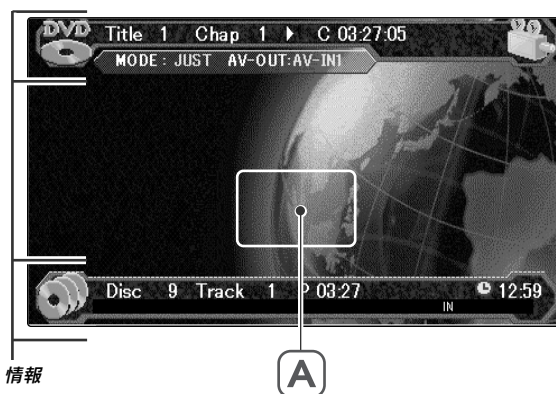 DVD Title 1 Chap 1 C 03:27:05
MODE : JUST AV-OUT:AV-IN1
Disc 9 Track 1 P 03:27 12:59
IN
情報
A